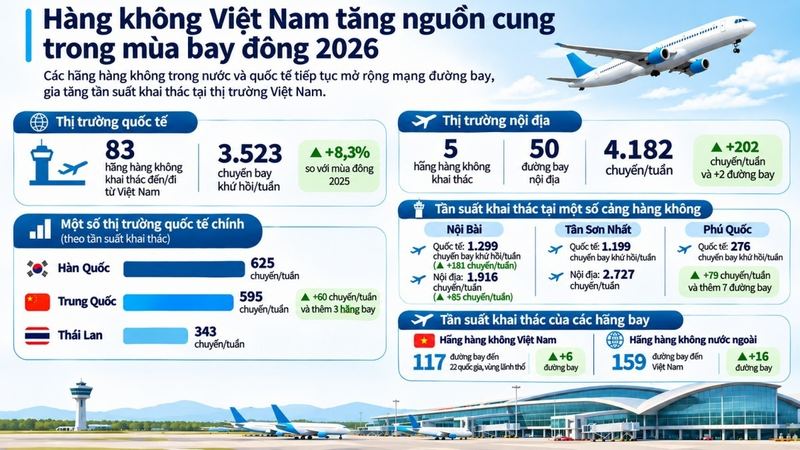 Hàng không Việt Nam tăng nguồn cung
trong mùa bay đông 2026
Các hãng hàng không trong nước và quốc tế tiếp tục mở rộng mạng đường bay,
gia tăng tần suất khai thác tại thị trường Việt Nam.
Thị trường quốc tế
83
hãng hàng không
khai thác đến/đi
từ Việt Nam
3.523
chuyến bay
khứ hồi/tuần
▲ +8,3%
so với mùa đông
2025
Thị trường nội địa
5
hãng hàng không
khai thác
50
đường bay
nội địa
4.182
chuyến/tuần
▲ +202
chuyến/tuần
và +2 đường bay
Một số thị trường quốc tế chính
(theo tần suất khai thác)
Hàn Quốc
625
chuyến/tuần
Trung Quốc
595
chuyến/tuần
▲ +60 chuyến/tuần
và thêm 3 hãng bay
Thái Lan
343
chuyến/tuần
Tần suất khai thác tại một số cảng hàng không
Nội Bài
Quốc tế: 1.299
chuyến bay khứ hồi/tuần
(▲ +181 chuyến/tuần)
Nội địa: 1.916
chuyến bay/tuần
(▲ +85 chuyến/tuần)
Tân Sơn Nhất
Quốc tế: 1.199
chuyến bay khứ hồi/tuần
Nội địa: 2.727
chuyến/tuần
Phú Quốc
Quốc tế: 276
chuyến bay khứ hồi/tuần
▲ +79 chuyến/tuần
và thêm 7 đường bay
Tần suất khai thác của các hãng bay
Hãng hàng không Việt Nam
117
đường bay đến
22 quốc gia, vùng lãnh thổ
▲ +6
đường bay
Hãng hàng không nước ngoài
159
đường bay đến
Việt Nam
▲ +16
đường bay